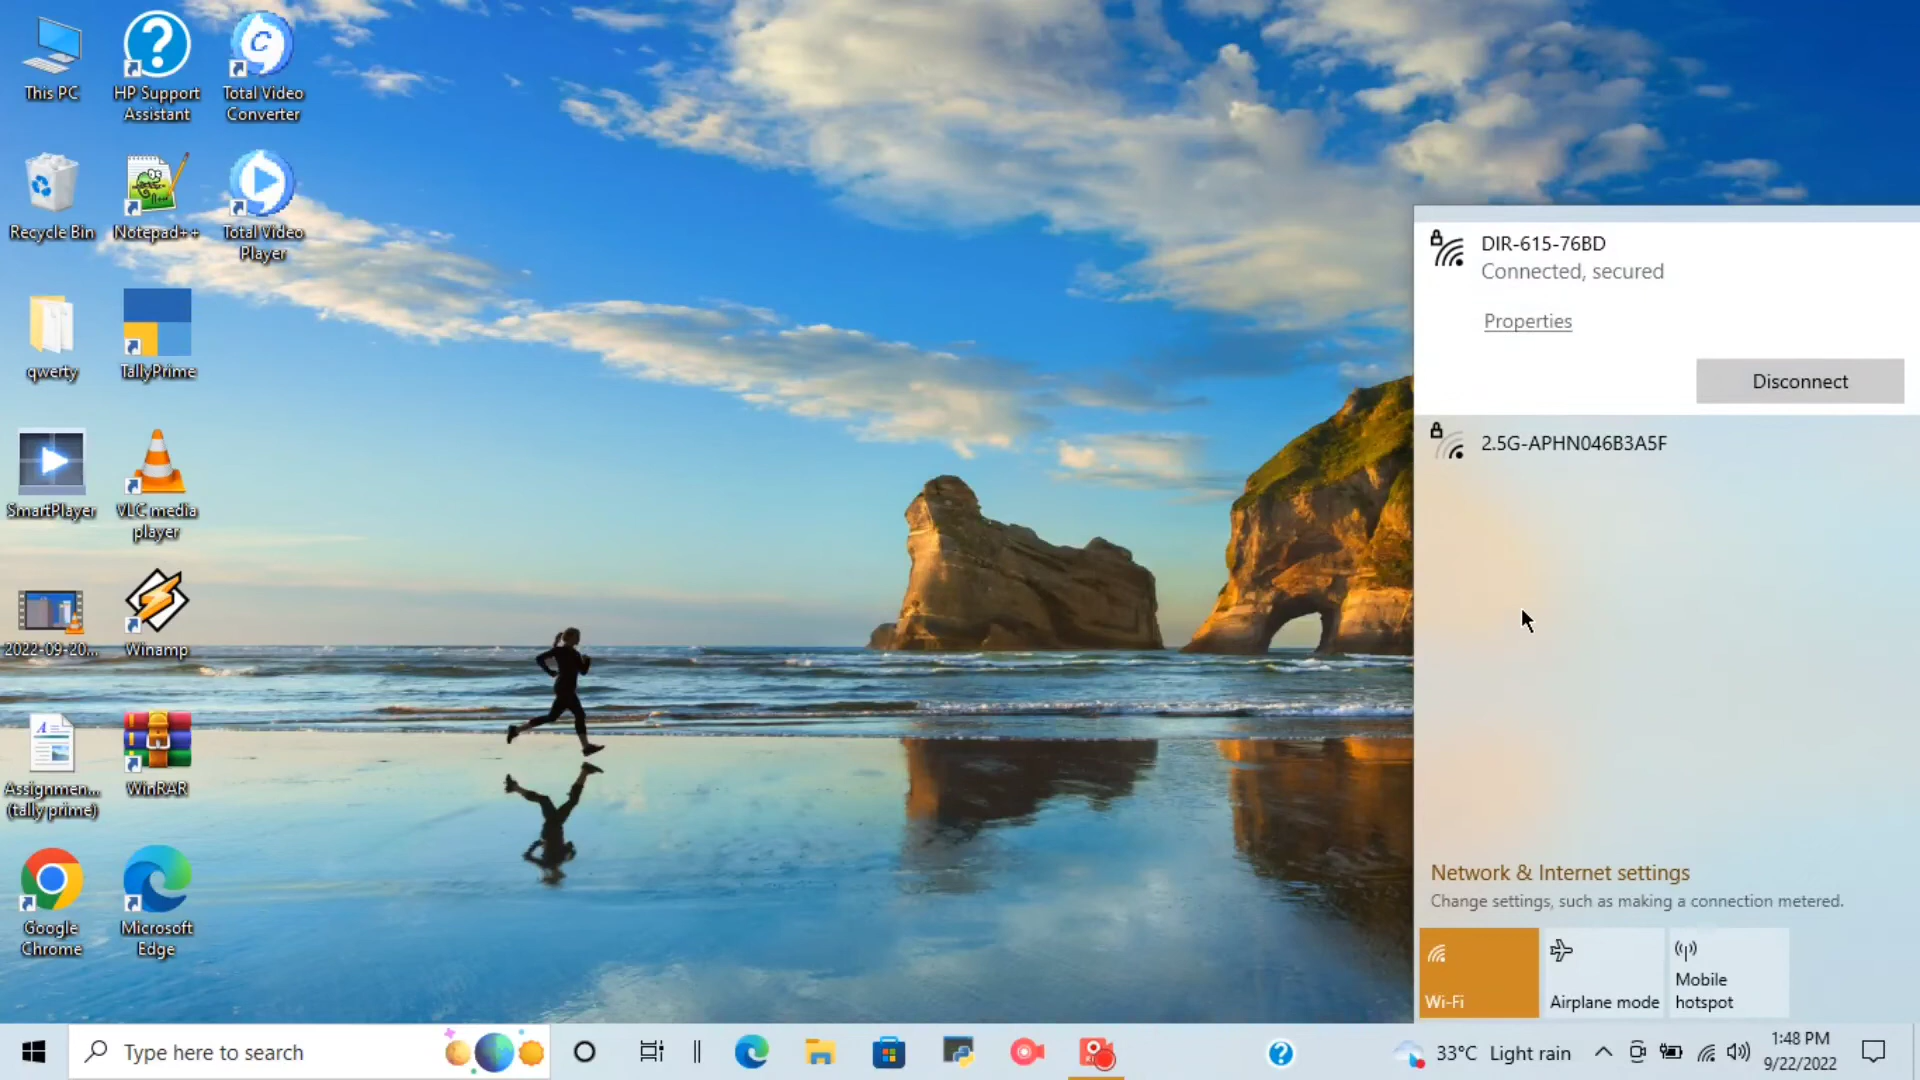 This PC
HP Support
Assistant
Total Video
Converter
Recycle Bin
Notepad++
Total Video
Player
qwerty
TallyPrime
SmartPlayer
VLC media
player
2022-09-20...
Winamp
Assignmen...
(tally prime)
WinRAR
Google
Chrome
Microsoft
Edge
DIR-615-76BD
Connected, secured
Properties
Disconnect
2.5G-APHN046B3A5F
Network & Internet settings
Change settings, such as making a connection metered.
Wi-Fi
Airplane mode
Mobile
hotspot
Type here to search
33°C Light rain
1:48 PM
9/22/2022